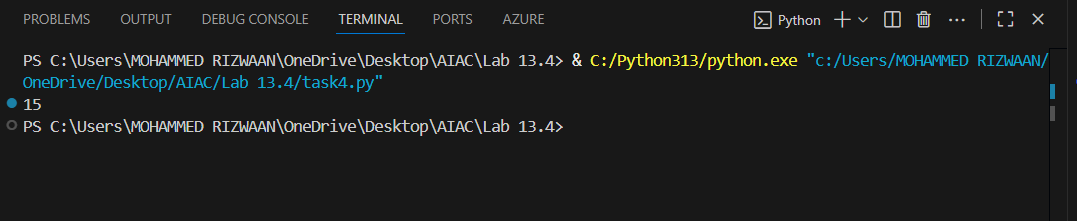 PROBLEMS OUTPUT DEBUG CONSOLE TERMINAL PORTS AZURE Python
PS C:\Users\MOHAMMED RIZWAAN\OneDrive\Desktop\AIAC\Lab 13.4> & C:/Python313/python.exe "c:/Users/MOHAMMED RIZWAAN/
OneDrive/Desktop/AIAC/Lab 13.4/task4.py"
15
PS C:\Users\MOHAMMED RIZWAAN\OneDrive\Desktop\AIAC\Lab 13.4>